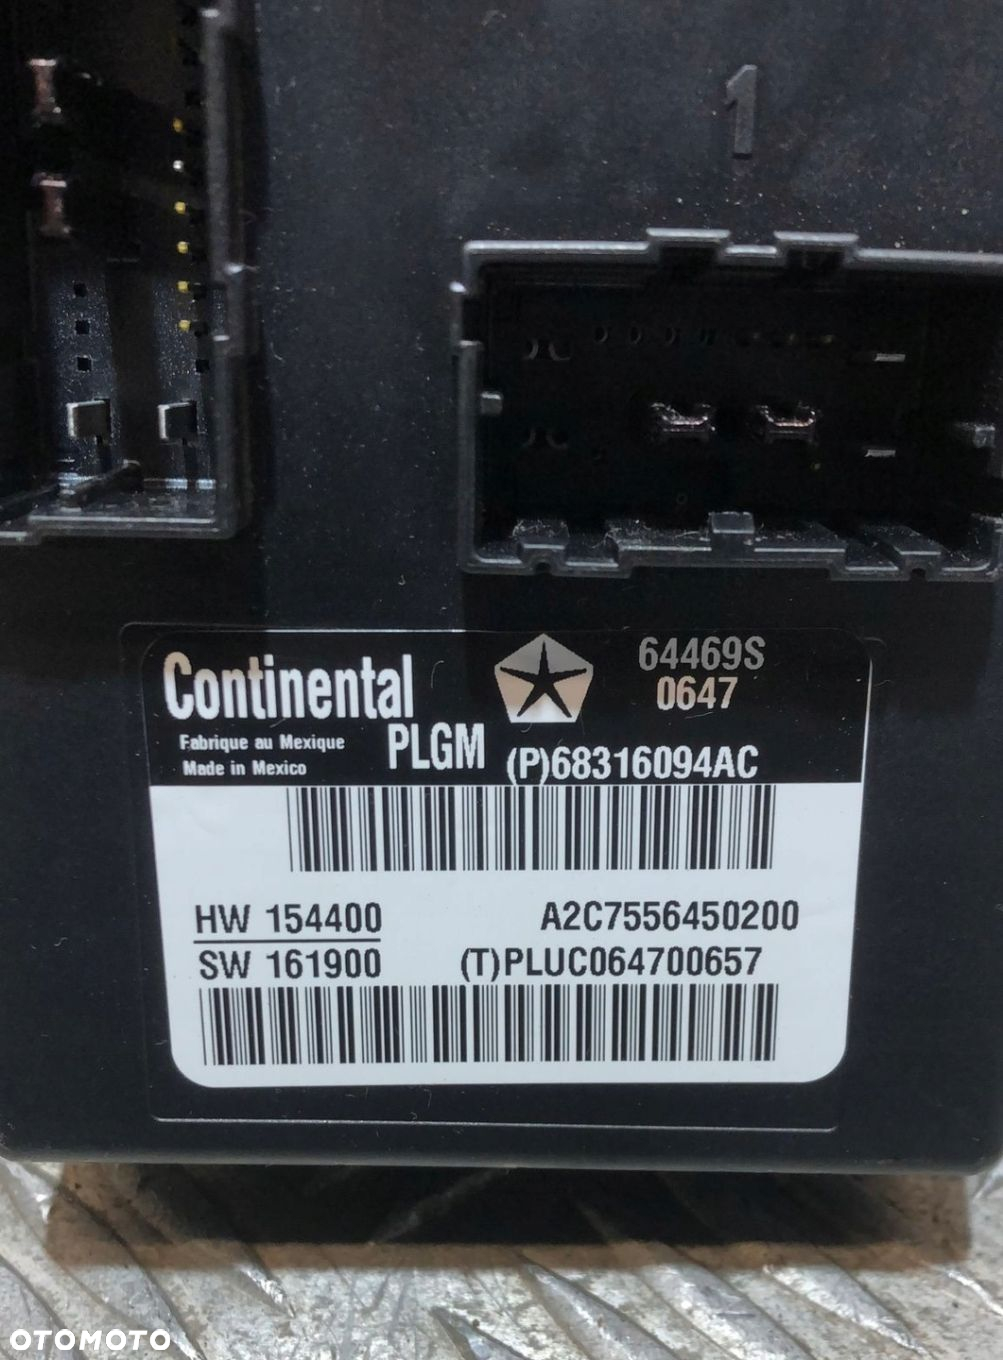 1
Continental
64469S
0647
Fabrique au Mexique
Made in Mexico
PLGM
(P)68316094AC
HW 154400
A2C7556450200
SW 161900
(T)PLUC064700657
OTOMOTO